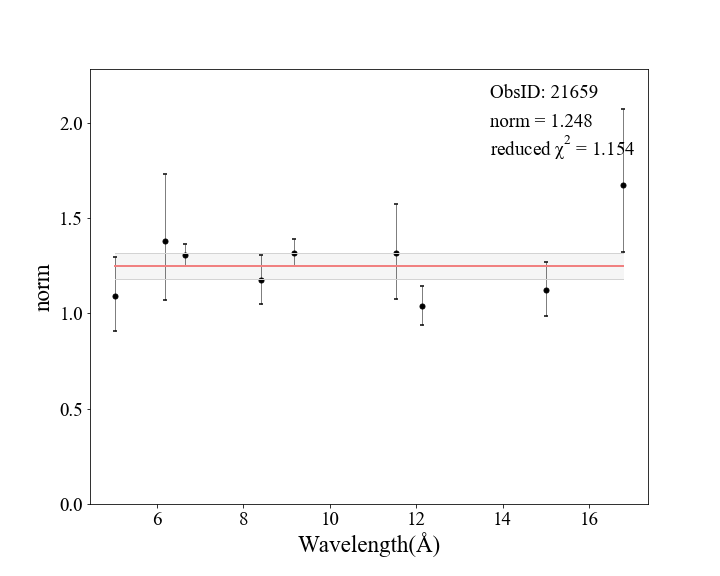 ObsID: 21659
norm = 1.248
reduced χ² = 1.154
2.0
1.5
1.0
0.5
0.0
norm
6 8 10 12 14 16
Wavelength(Å)